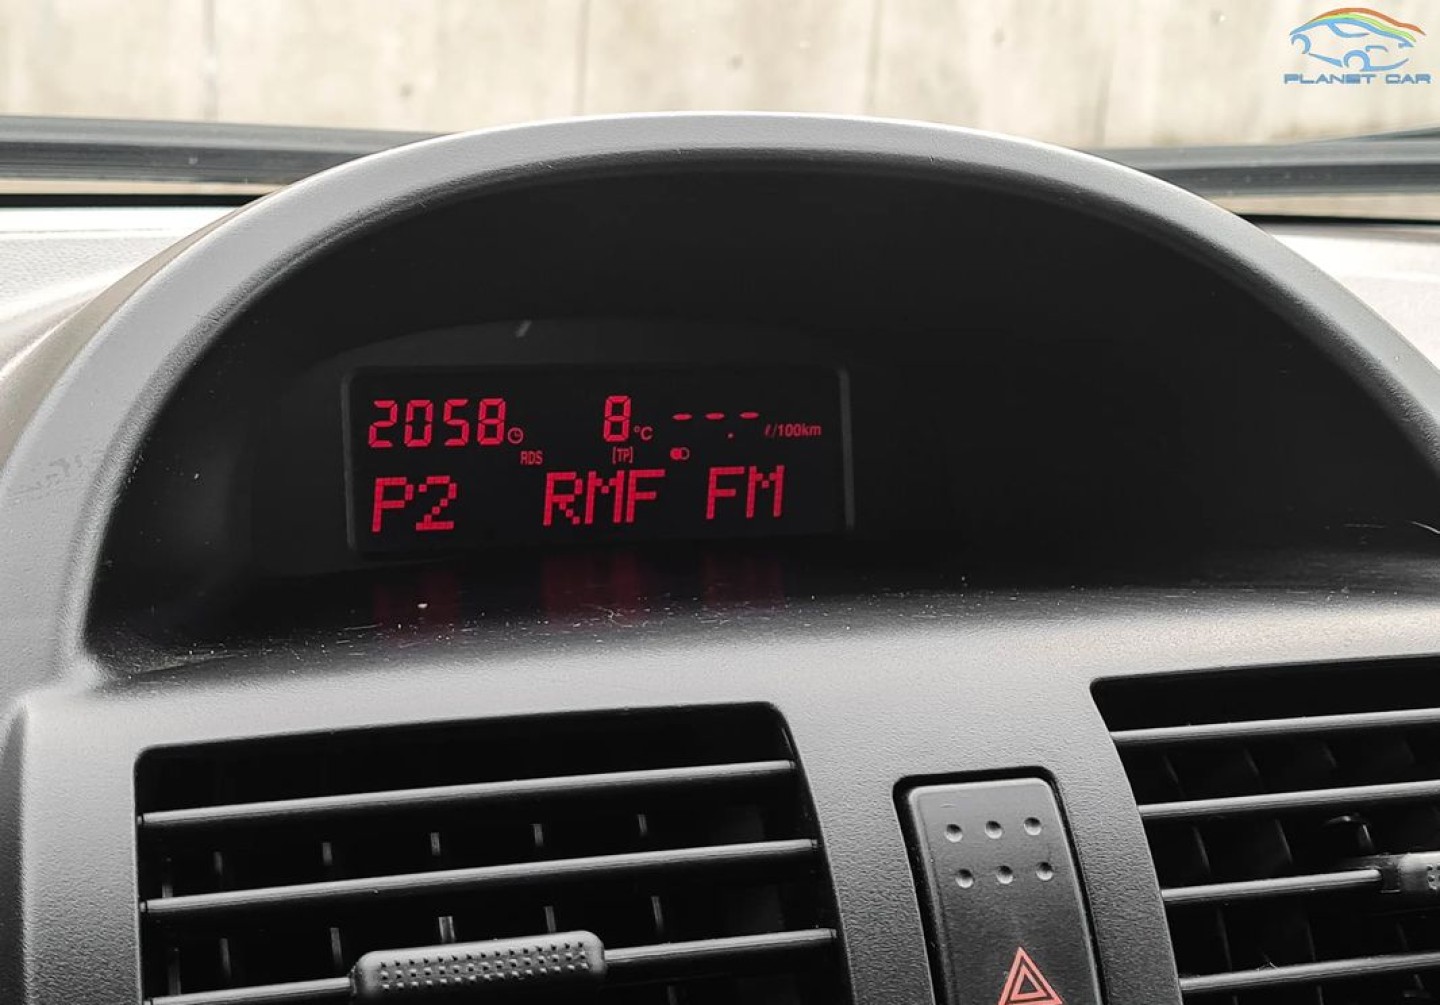 PLANET CAR
2058 8°C --.- ℓ/100km
RDS [TP]
P2 RMF FM